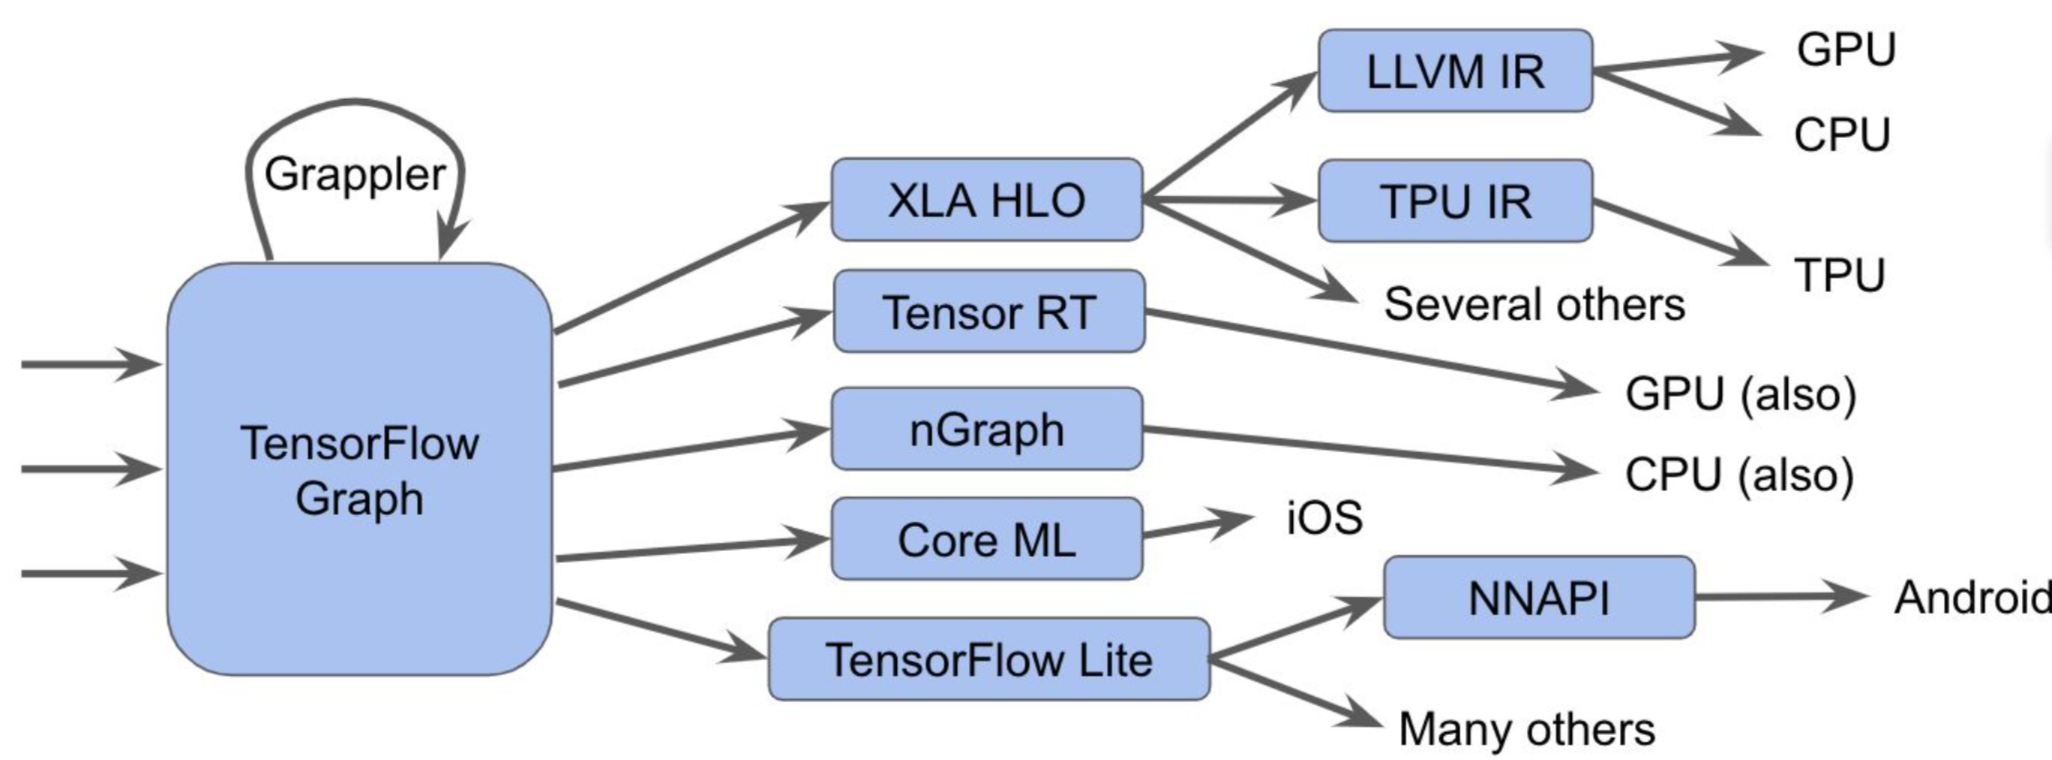 Grappler
TensorFlow
Graph
XLA HLO
Tensor RT
nGraph
Core ML
TensorFlow Lite
LLVM IR
TPU IR
Several others
GPU
CPU
TPU
GPU (also)
CPU (also)
iOS
NNAPI
Android
Many others